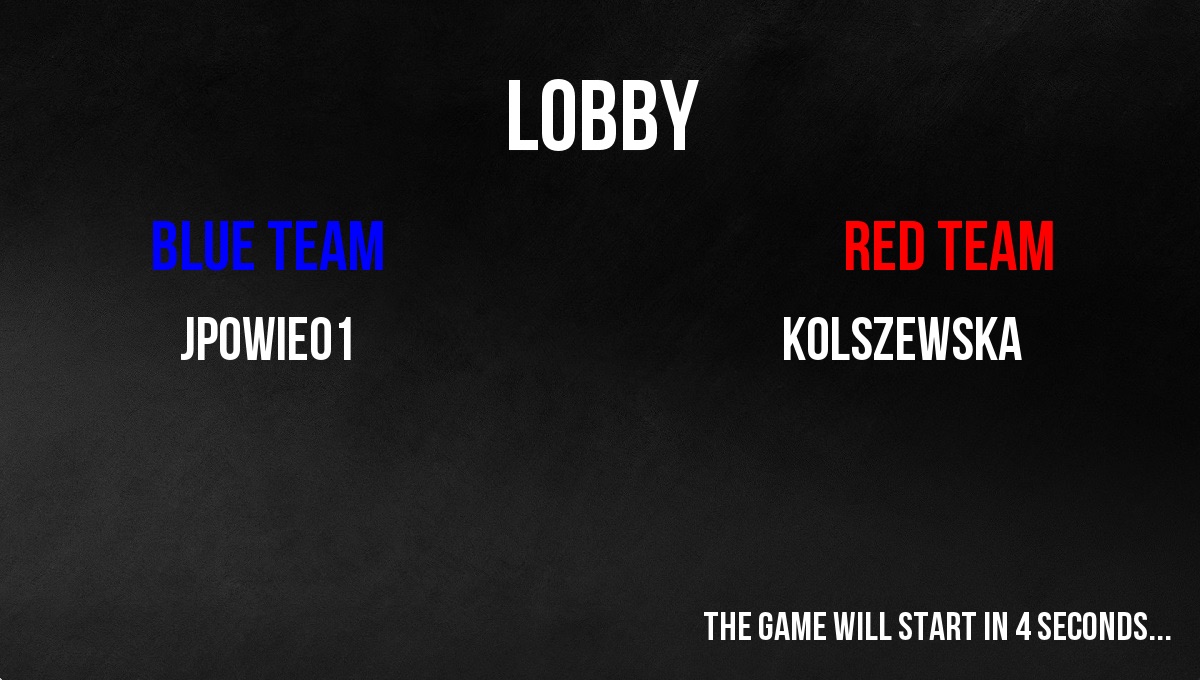 LOBBY
BLUE TEAM
RED TEAM
JPOWIE01
KOLSZEWSKA
THE GAME WILL START IN 4 SECONDS...